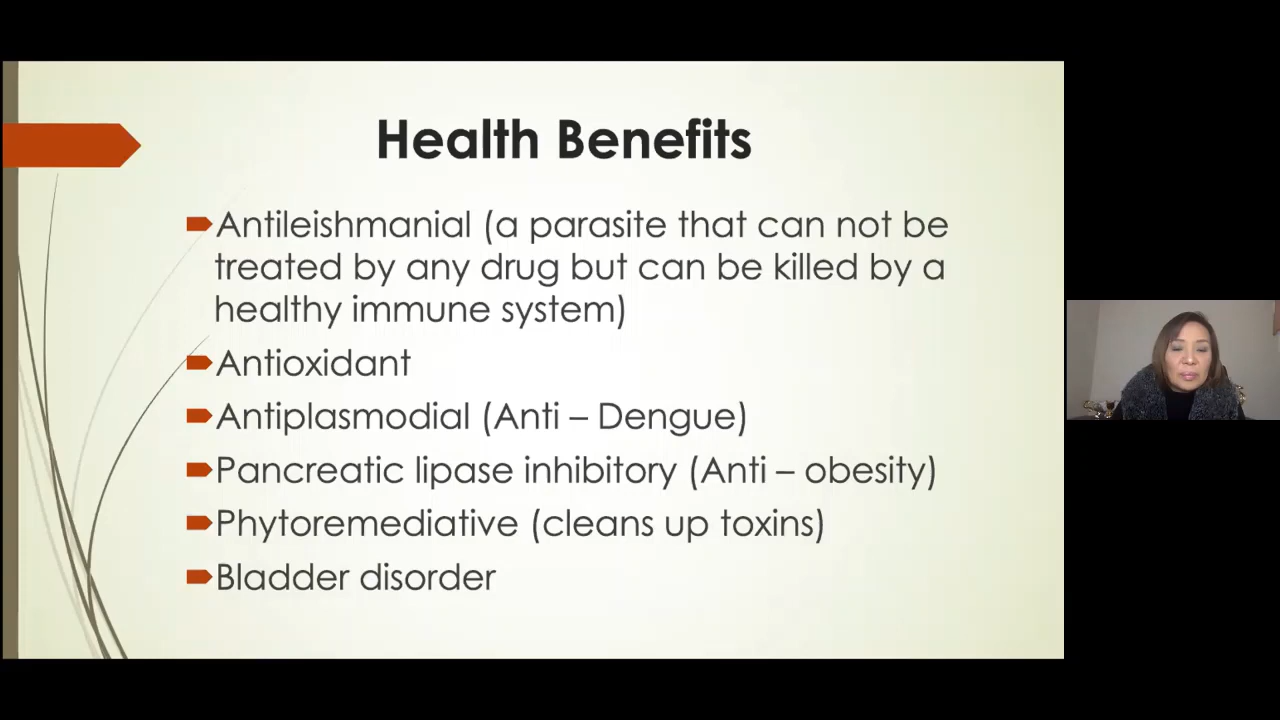 Health Benefits
Antileishmanial (a parasite that can not be
treated by any drug but can be killed by a
healthy immune system)
Antioxidant
Antiplasmodial (Anti – Dengue)
Pancreatic lipase inhibitory (Anti – obesity)
Phytoremediative (cleans up toxins)
Bladder disorder